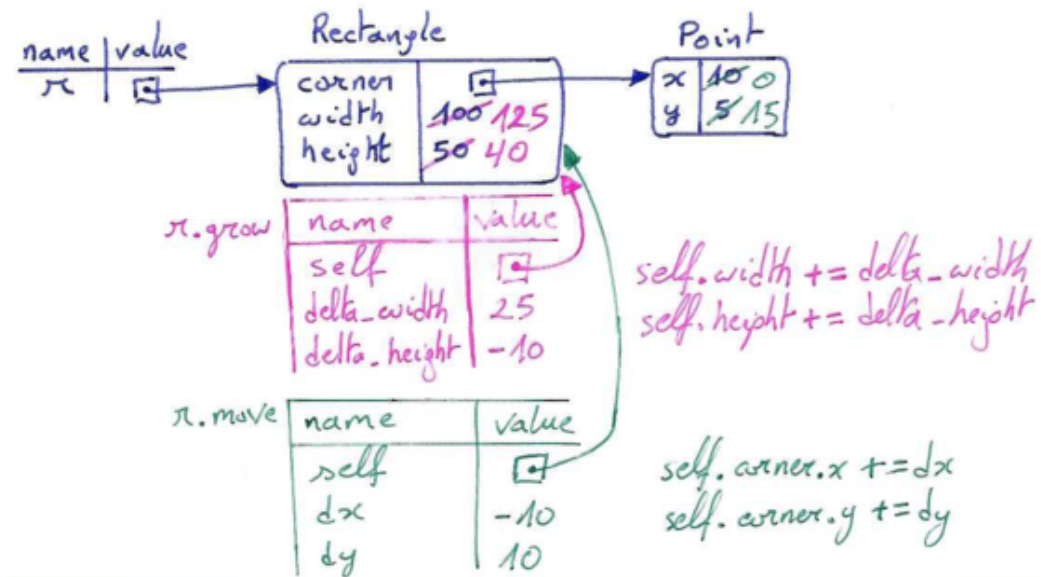 Rectangle
Point
name value
r
corner
width 100 125
height 50 40
x 10 0
y 5 15
r.grow name value
self
delta_width 25
delta_height -10
self.width += delta_width
self.height += delta_height
r.move name value
self
dx -10
dy 10
self.corner.x += dx
self.corner.y += dy